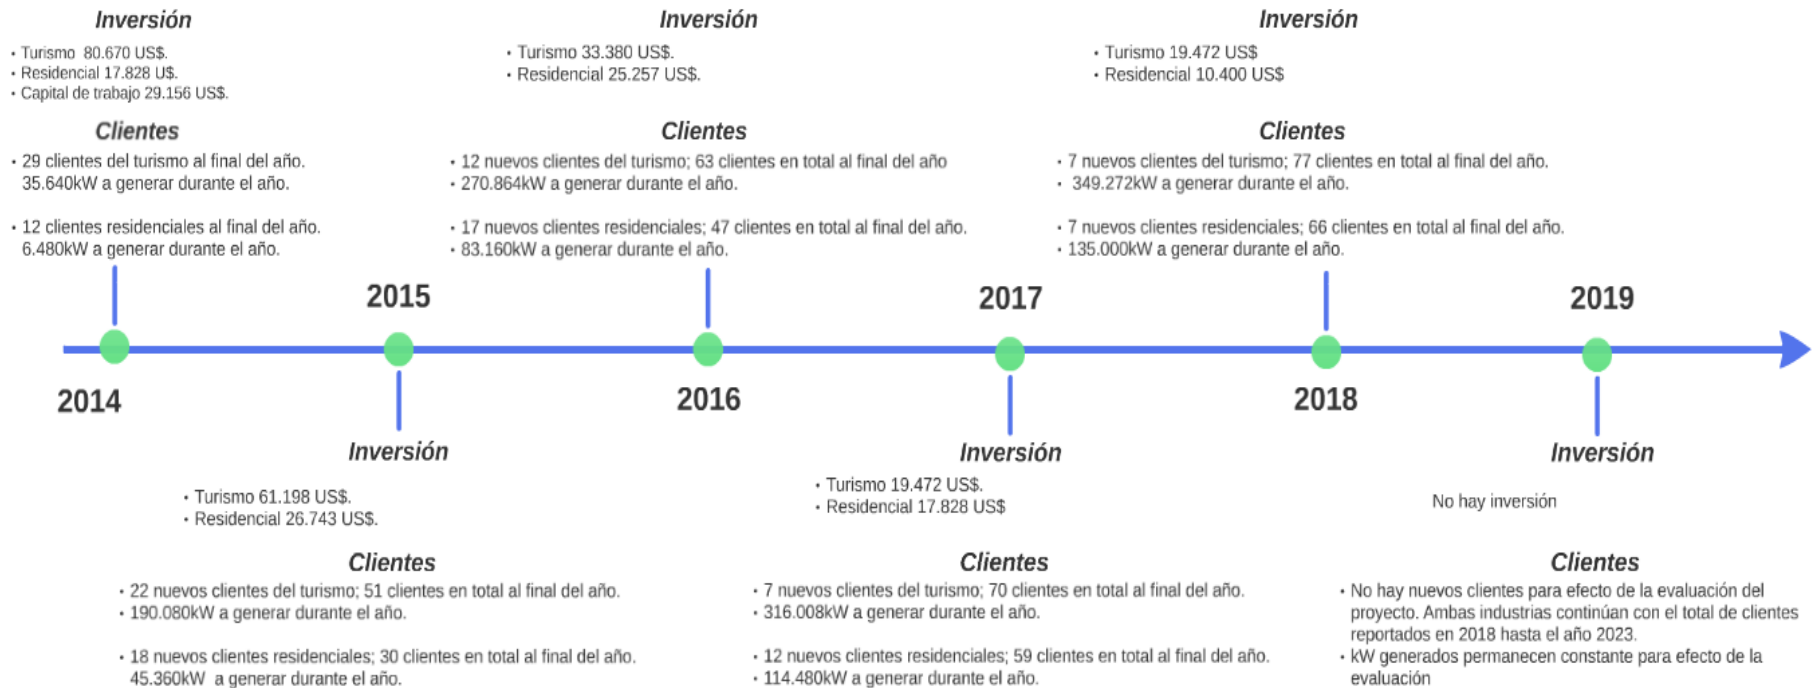 Inversión
• Turismo  80.670 US$.
• Residencial 17.828 U$.
• Capital de trabajo 29.156 US$.
Clientes
• 29 clientes del turismo al final del año.
35.640kW a generar durante el año.
• 12 clientes residenciales al final del año.
6.480kW a generar durante el año.
2014
2015
Inversión
• Turismo 61.198 US$.
• Residencial 26.743 US$.
Clientes
• 22 nuevos clientes del turismo; 51 clientes en total al final del año.
• 190.080kW a generar durante el año.
• 18 nuevos clientes residenciales; 30 clientes en total al final del año.
45.360kW  a generar durante el año.
Inversión
• Turismo 33.380 US$.
• Residencial 25.257 US$.
Clientes
• 12 nuevos clientes del turismo; 63 clientes en total al final del año
• 270.864kW a generar durante el año.
• 17 nuevos clientes residenciales; 47 clientes en total al final del año.
• 83.160kW a generar durante el año.
2016
2017
Inversión
• Turismo 19.472 US$.
• Residencial 17.828 US$
Clientes
• 7 nuevos clientes del turismo; 70 clientes en total al final del año.
• 316.008kW a generar durante el año.
• 12 nuevos clientes residenciales; 59 clientes en total al final del año.
• 114.480kW a generar durante el año.
Inversión
• Turismo 19.472 US$
• Residencial 10.400 US$
Clientes
• 7 nuevos clientes del turismo; 77 clientes en total al final del año.
• 349.272kW a generar durante el año.
• 7 nuevos clientes residenciales; 66 clientes en total al final del año.
• 135.000kW a generar durante el año.
2018
2019
Inversión
No hay inversión
Clientes
• No hay nuevos clientes para efecto de la evaluación del
proyecto. Ambas industrias continúan con el total de clientes
reportados en 2018 hasta el año 2023.
• kW generados permanecen constante para efecto de la
evaluación